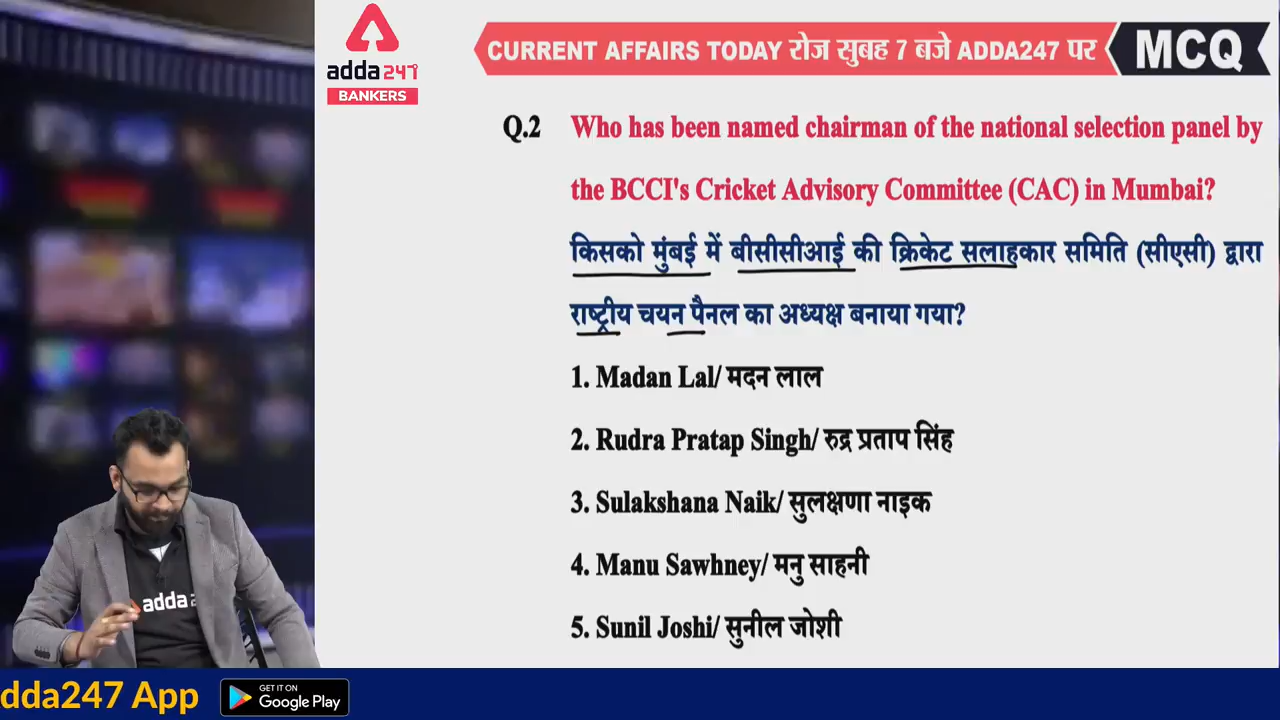 adda247
BANKERS
CURRENT AFFAIRS TODAY रोज सुबह 7 बजे ADDA247 पर
MCQ
Q.2 Who has been named chairman of the national selection panel by
the BCCI's Cricket Advisory Committee (CAC) in Mumbai?
किसको मुंबई में बीसीसीआई की क्रिकेट सलाहकार समिति (सीएसी) द्वारा
राष्ट्रीय चयन पैनल का अध्यक्ष बनाया गया?
1. Madan Lal/ मदन लाल
2. Rudra Pratap Singh/ रुद्र प्रताप सिंह
3. Sulakshana Naik/ सुलक्षणा नाइक
4. Manu Sawhney/ मनु साहनी
5. Sunil Joshi/ सुनील जोशी
adda
dda247 App
GET IT ON
Google Play